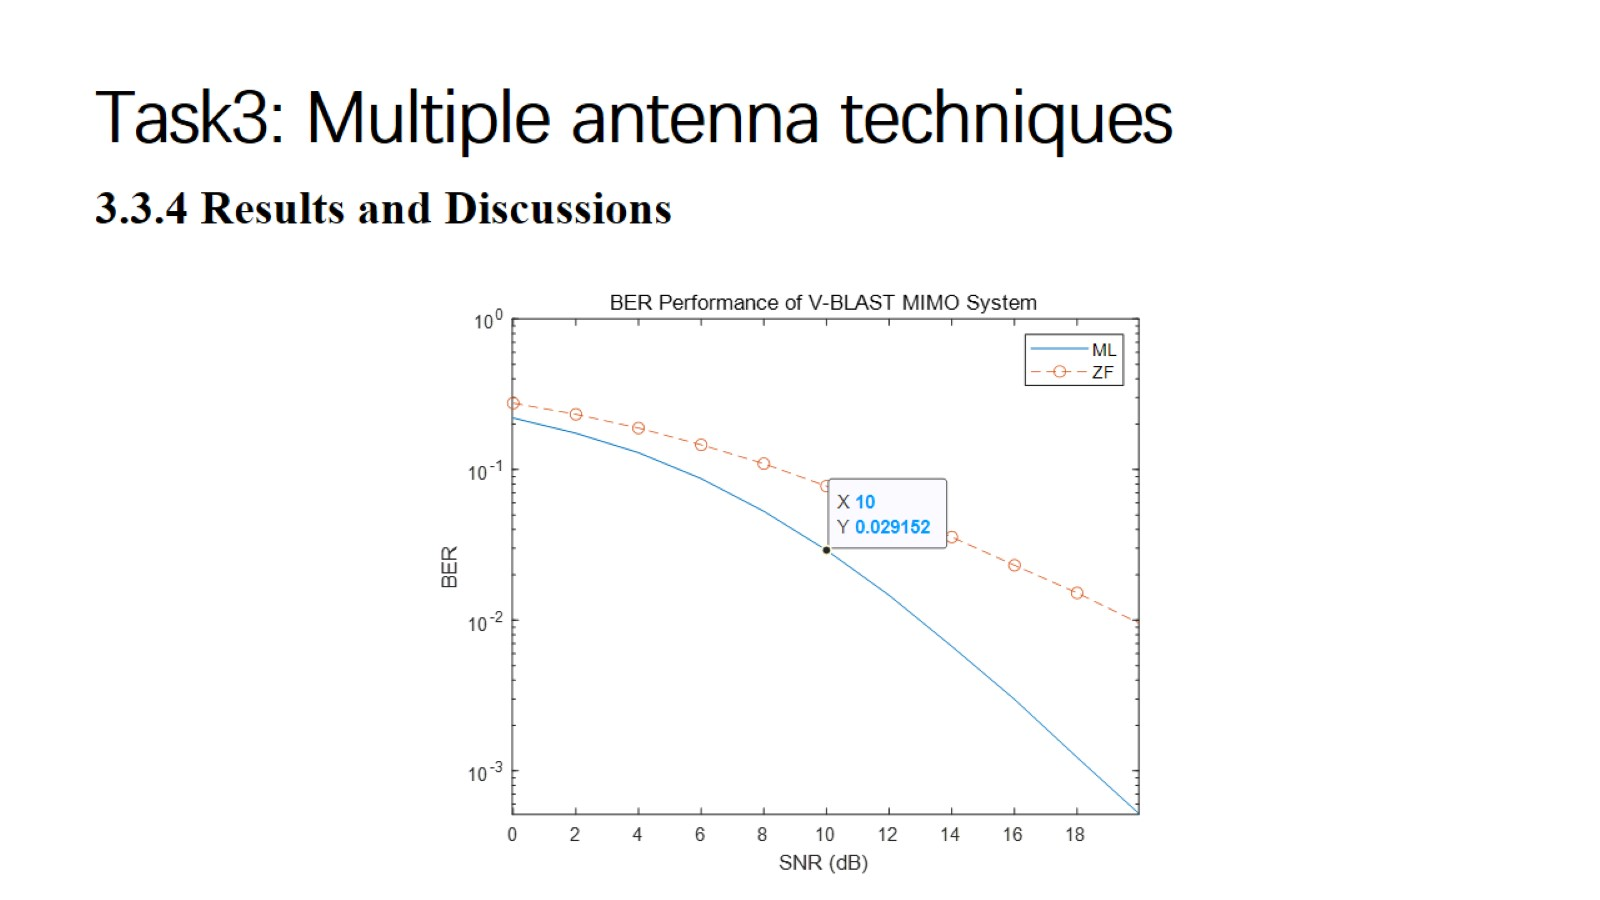 Task3: Multiple antenna techniques
3.3.4 Results and Discussions
BER Performance of V-BLAST MIMO System
10^0
10^-1
10^-2
10^-3
BER
ML
ZF
X 10
Y 0.029152
0 2 4 6 8 10 12 14 16 18
SNR (dB)